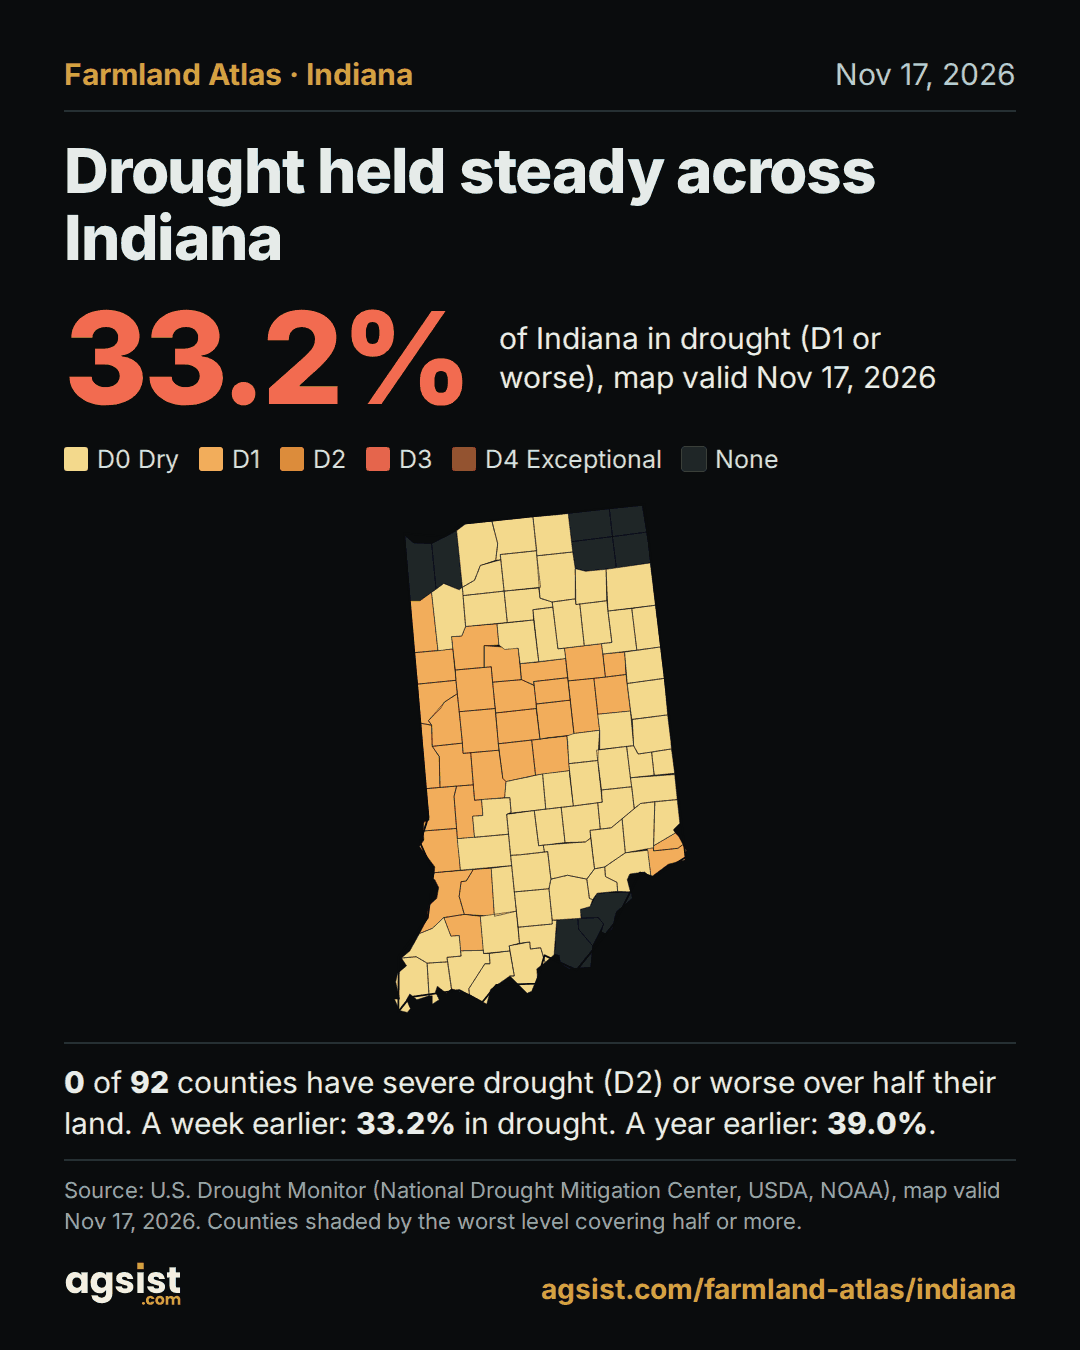 Farmland Atlas · Indiana
Nov 17, 2026
Drought held steady across
Indiana
33.2%
of Indiana in drought (D1 or
worse), map valid Nov 17, 2026
D0 Dry D1 D2 D3 D4 Exceptional None
0 of 92 counties have severe drought (D2) or worse over half their
land. A week earlier: 33.2% in drought. A year earlier: 39.0%.
Source: U.S. Drought Monitor (National Drought Mitigation Center, USDA, NOAA), map valid
Nov 17, 2026. Counties shaded by the worst level covering half or more.
agsist
.com
agsist.com/farmland-atlas/indiana